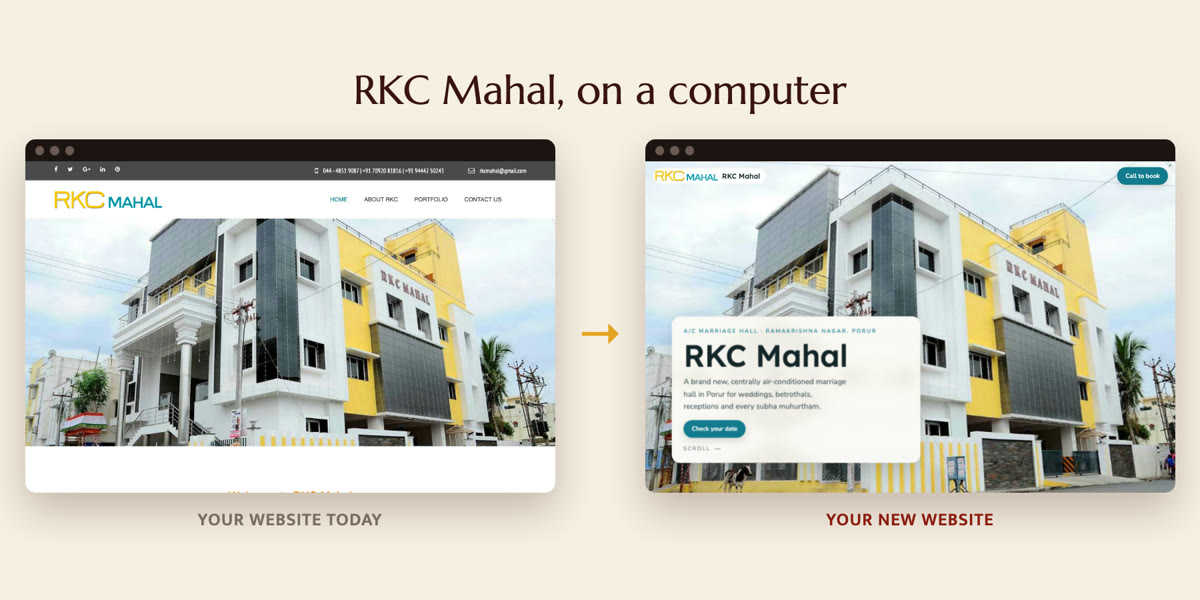 RKC Mahal, on a computer
044 - 4851 9087 | +91 70920 81816 | +91 94442 50243
rkcmahal@gmail.com
RKC MAHAL
HOME
ABOUT RKC
PORTFOLIO
CONTACT US
RKC MAHAL
YOUR WEBSITE TODAY
RKC MAHAL
RKC Mahal
Call to book
RKC MAHAL
A/C MARRIAGE HALL · RAMAKRISHNA NAGAR, PORUR
RKC Mahal
A brand new, centrally air-conditioned marriage
hall in Porur for weddings, betrothals,
receptions and every subha muhurtham.
Check your date
SCROLL
YOUR NEW WEBSITE